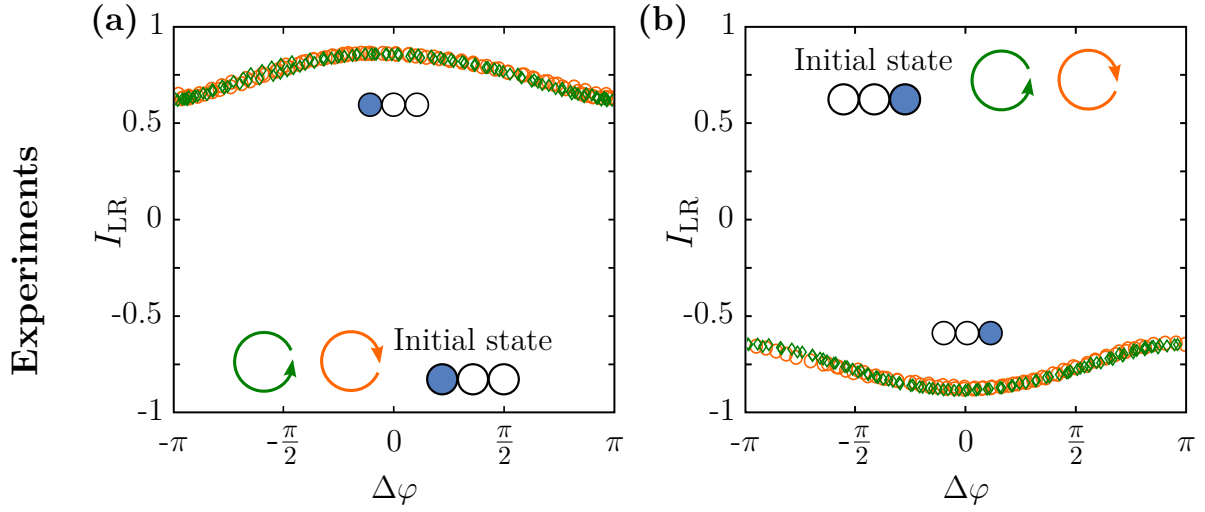 Experiments
(a)
I_LR
1
0.5
0
-0.5
-1
Initial state
-π
-π/2
0
π/2
π
Δφ
(b)
I_LR
1
0.5
0
-0.5
-1
Initial state
-π
-π/2
0
π/2
π
Δφ